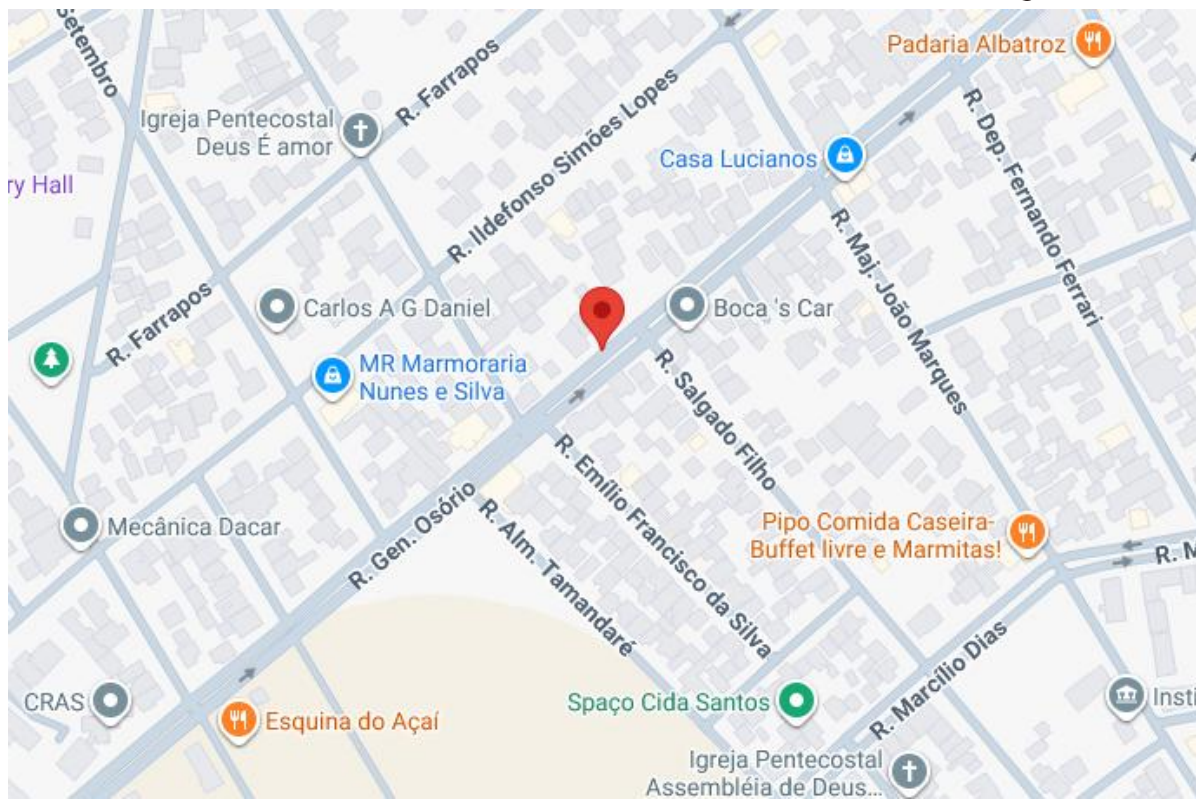 Setembro
Padaria Albatroz
R. Farrapos
Igreja Pentecostal
Deus É amor
R. Ildefonso Simões Lopes
R. Dep. Fernando Ferrari
Casa Lucianos
ry Hall
R. Maj. João Marques
R. Farrapos
Carlos A G Daniel
Boca 's Car
MR Marmoraria
Nunes e Silva
R. Salgado Filho
R. Emílio Francisco da Silva
R. Gen. Osório
R. Alm. Tamandaré
Mecânica Dacar
Pipo Comida Caseira-
Buffet livre e Marmitas!
R. M
R. Marcílio Dias
CRAS
Esquina do Açaí
Spaço Cida Santos
Insti
Igreja Pentecostal
Assembléia de Deus...